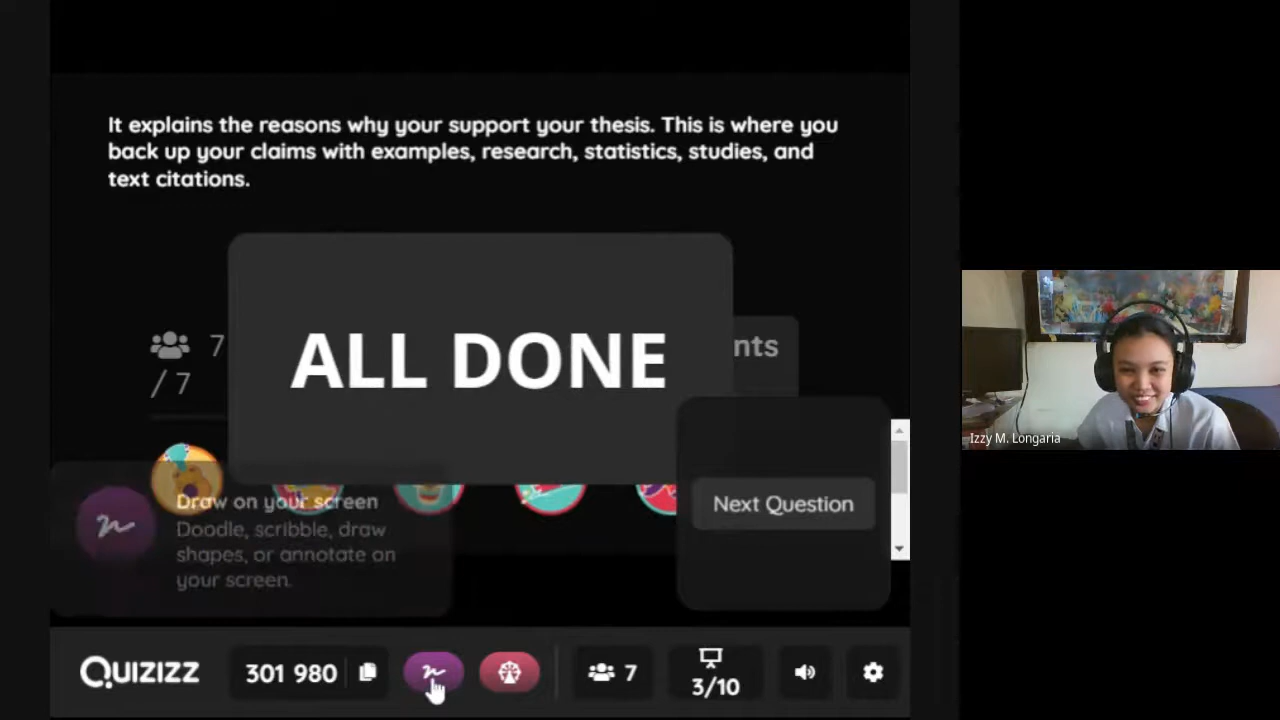 It explains the reasons why your support your thesis. This is where you
back up your claims with examples, research, statistics, studies, and
text citations.
7
/ 7
ALL DONE
nts
Draw on your screen
Doodle, scribble, draw
shapes, or annotate on
your screen.
Next Question
Izzy M. Longaria
QUIZIZZ
301 980
7
3/10